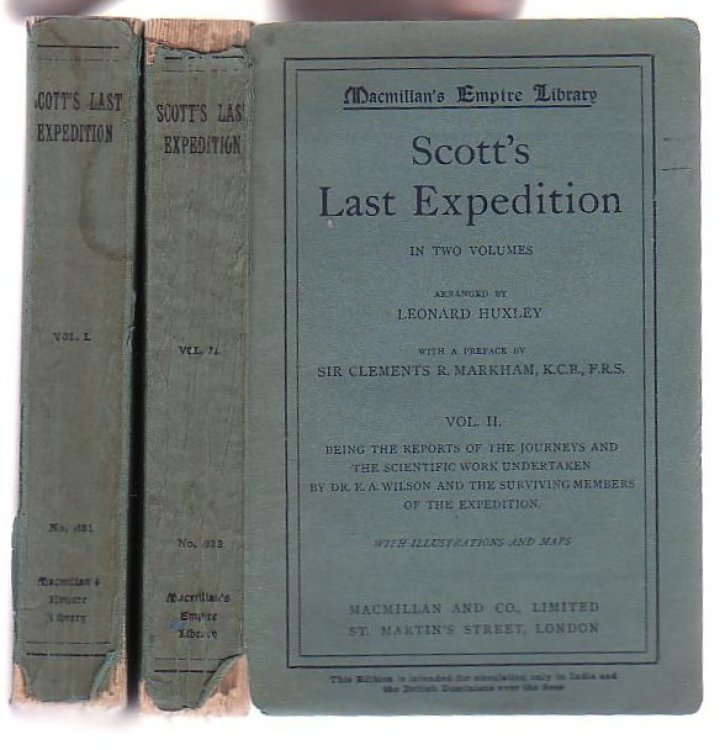 SCOTT'S LAST
EXPEDITION
VOL. I.
No.
Macmillan's
Empire
Library
SCOTT'S LAS
EXPEDITION
VOL. II.
No.
Macmillan's
Empire
Library
Macmillan's Empire Library
Scott's
Last Expedition
IN TWO VOLUMES
ARRANGED BY
LEONARD HUXLEY
WITH A PREFACE BY
SIR CLEMENTS R. MARKHAM, K.C.B., F.R.S.
VOL. II.
BEING THE REPORTS OF THE JOURNEYS AND
THE SCIENTIFIC WORK UNDERTAKEN
BY DR. E. A. WILSON AND THE SURVIVING MEMBERS
OF THE EXPEDITION.
WITH ILLUSTRATIONS AND MAPS
MACMILLAN AND CO., LIMITED
ST. MARTIN'S STREET, LONDON
This Edition is intended for circulation only in India and
the British Dominions over the Seas